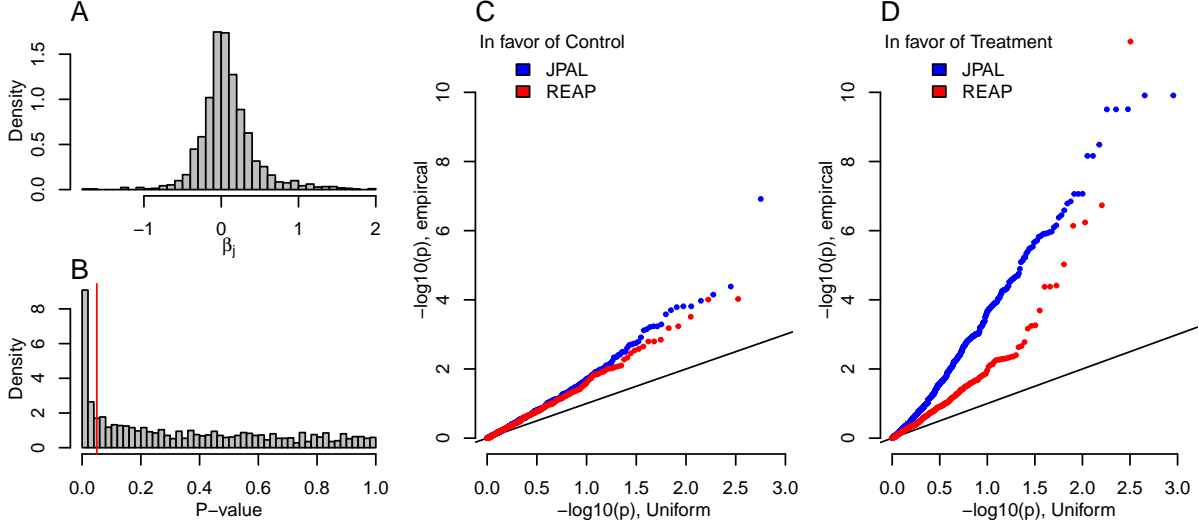 A
Density
0.0
0.5
1.0
1.5
−1
0
1
2
βj
B
Density
0
2
4
6
8
0.0
0.2
0.4
0.6
0.8
1.0
P−value
C
In favor of Control
JPAL
REAP
−log10(p), empircal
0
2
4
6
8
10
0.0
0.5
1.0
1.5
2.0
2.5
3.0
−log10(p), Uniform
D
In favor of Treatment
JPAL
REAP
−log10(p), empircal
0
2
4
6
8
10
0.0
0.5
1.0
1.5
2.0
2.5
3.0
−log10(p), Uniform